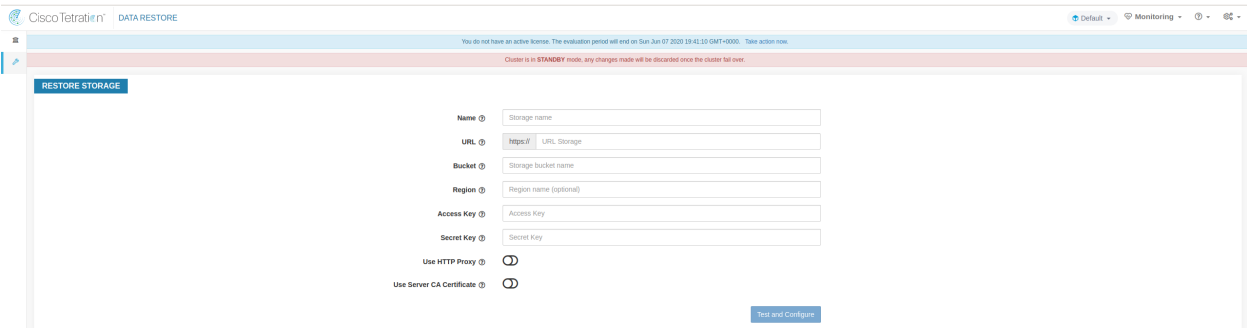 Cisco Tetration™ DATA RESTORE Default Monitoring
You do not have an active license. The evaluation period will end on Sun Jun 07 2020 19:41:10 GMT+0000. Take action now.
Cluster is in STANDBY mode, any changes made will be discarded once the cluster fail over.
RESTORE STORAGE
Name Storage name
URL https:// URL Storage
Bucket Storage bucket name
Region Region name (optional)
Access Key Access Key
Secret Key Secret Key
Use HTTP Proxy
Use Server CA Certificate
Test and Configure